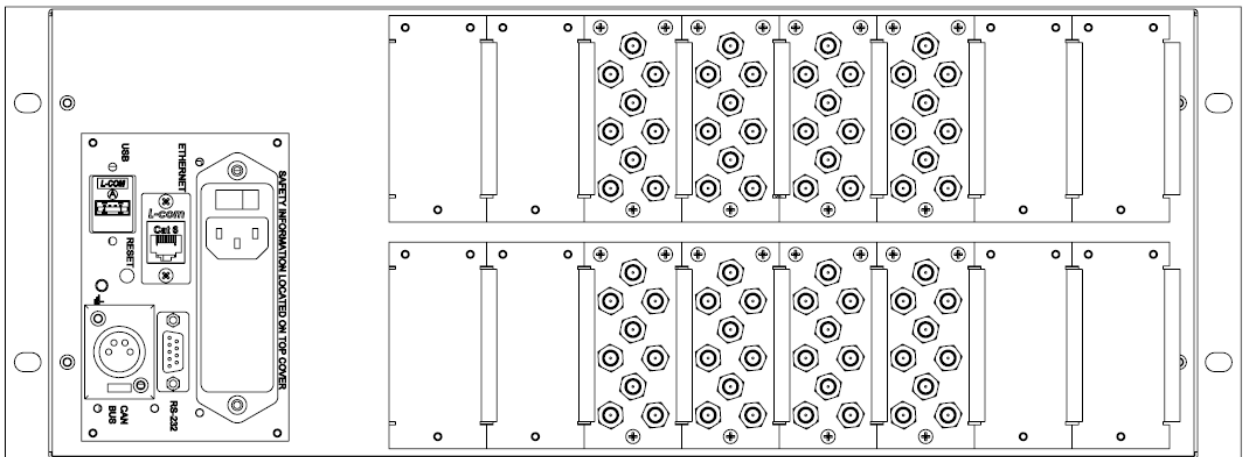 USB
L-COM
A
ETHERNET
L-com
Cat 6
RESET
SAFETY INFORMATION LOCATED ON TOP COVER
CAN
BUS
RS-232